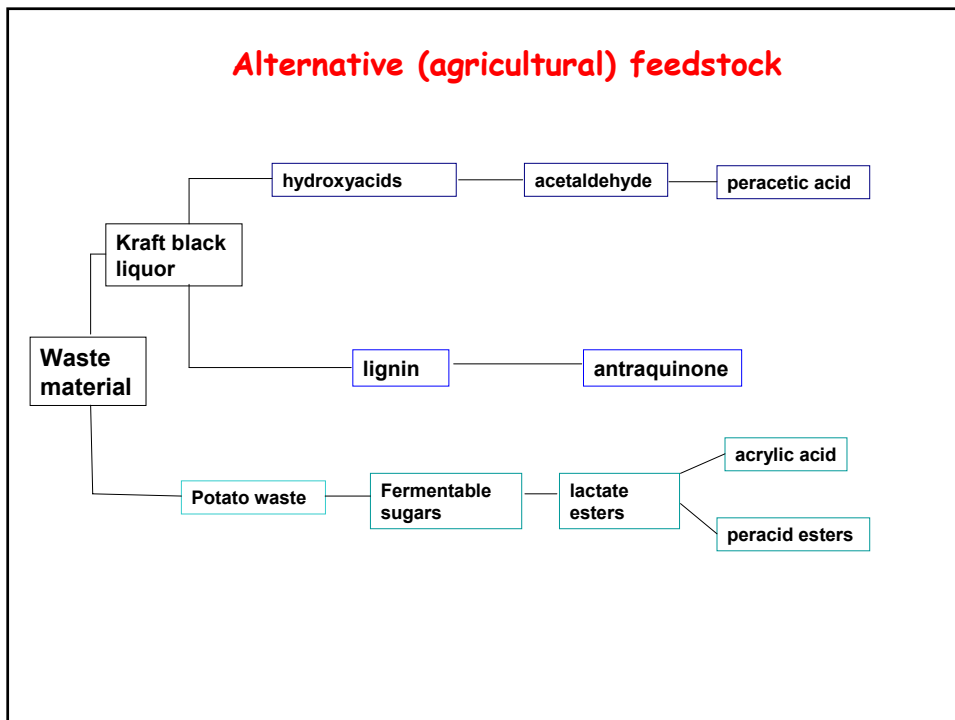 Alternative (agricultural) feedstock
hydroxyacids
acetaldehyde
peracetic acid
Kraft black
liquor
Waste
material
lignin
antraquinone
Potato waste
Fermentable
sugars
lactate
esters
acrylic acid
peracid esters